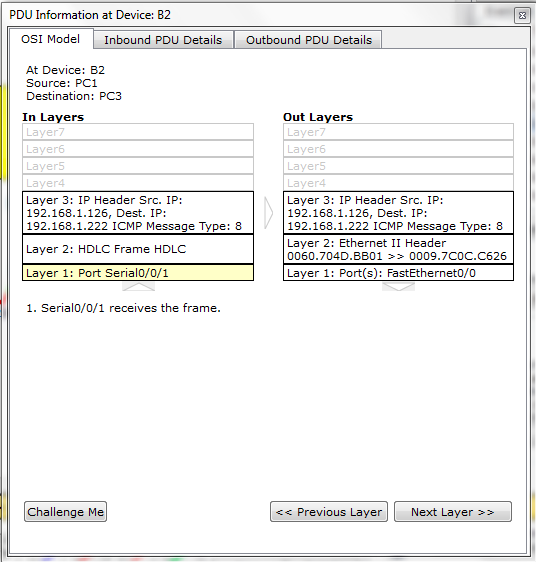 PDU Information at Device: B2
OSI Model
Inbound PDU Details
Outbound PDU Details
At Device: B2
Source: PC1
Destination: PC3
In Layers
Layer7
Layer6
Layer5
Layer4
Layer 3: IP Header Src. IP:
192.168.1.126, Dest. IP:
192.168.1.222 ICMP Message Type: 8
Layer 2: HDLC Frame HDLC
Layer 1: Port Serial0/0/1
Out Layers
Layer7
Layer6
Layer5
Layer4
Layer 3: IP Header Src. IP:
192.168.1.126, Dest. IP:
192.168.1.222 ICMP Message Type: 8
Layer 2: Ethernet II Header
0060.704D.BB01 >> 0009.7C0C.C626
Layer 1: Port(s): FastEthernet0/0
1. Serial0/0/1 receives the frame.
Challenge Me
<< Previous Layer
Next Layer >>